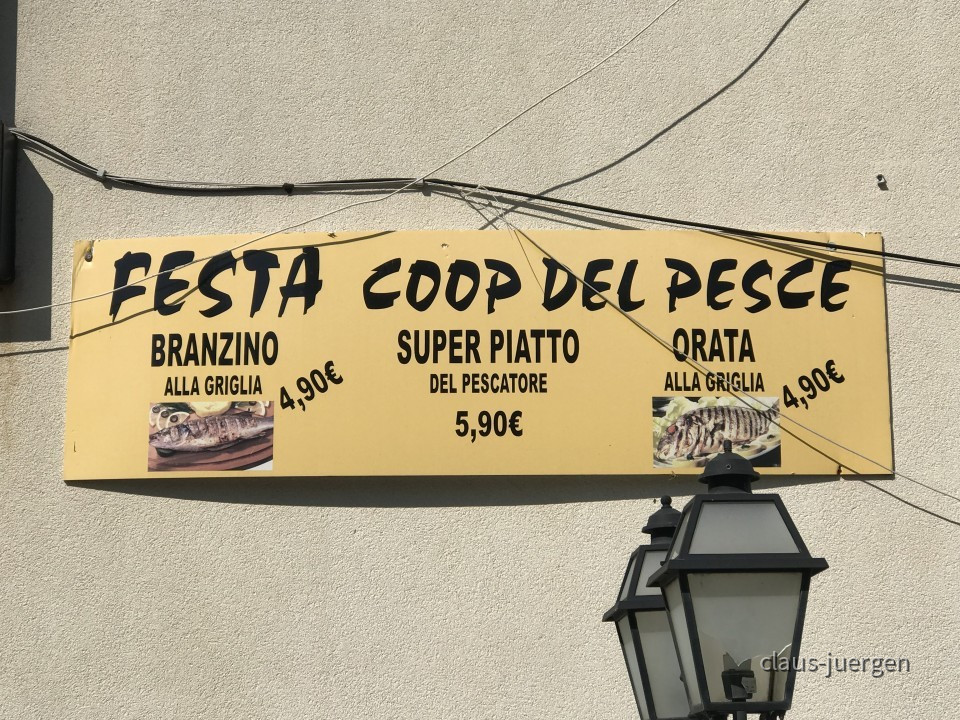 FESTA COOP DEL PESCE
BRANZINO
ALLA GRIGLIA
4,90€
SUPER PIATTO
DEL PESCATORE
5,90€
ORATA
ALLA GRIGLIA
4,90€
claus-juergen